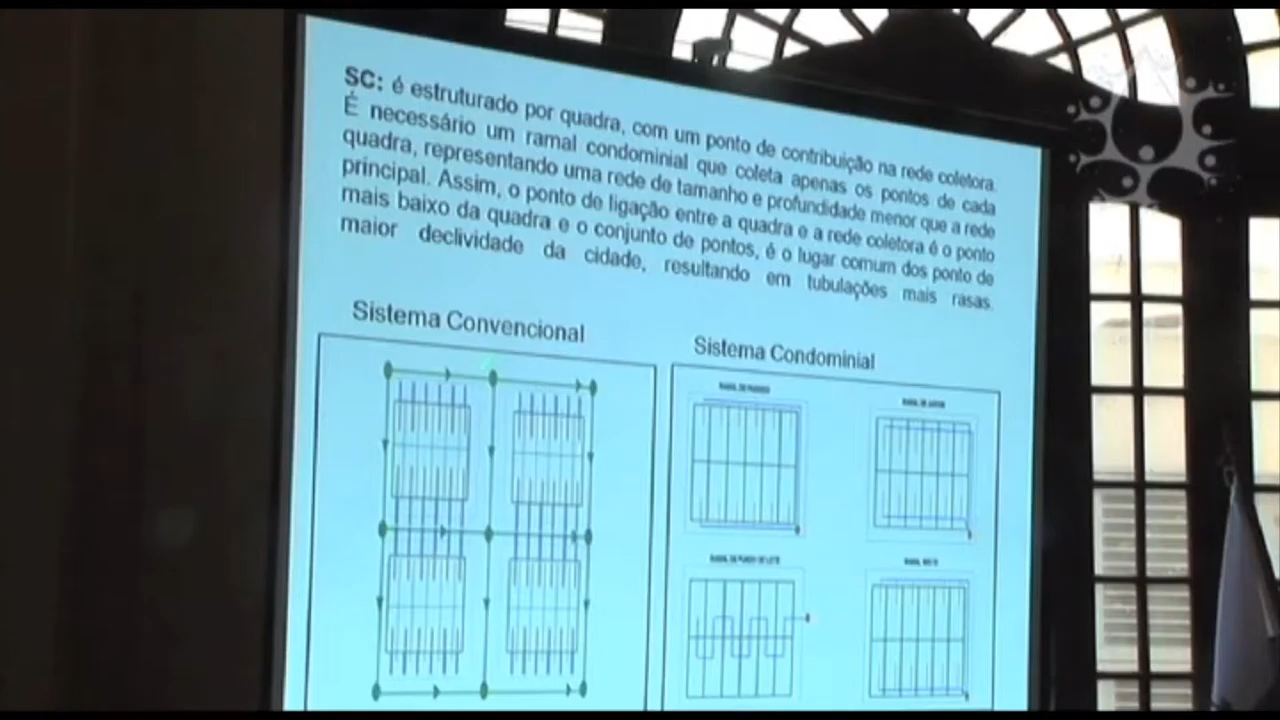 SC: é estruturado por quadra, com um ponto de contribuição na rede coletora.
É necessário um ramal condominial que coleta apenas os pontos de cada
quadra, representando uma rede de tamanho e profundidade menor que a rede
principal. Assim, o ponto de ligação entre a quadra e a rede coletora é o ponto
mais baixo da quadra e o conjunto de pontos, é o lugar comum dos ponto de
maior declividade da cidade, resultando em tubulações mais rasas.
Sistema Convencional
Sistema Condominial